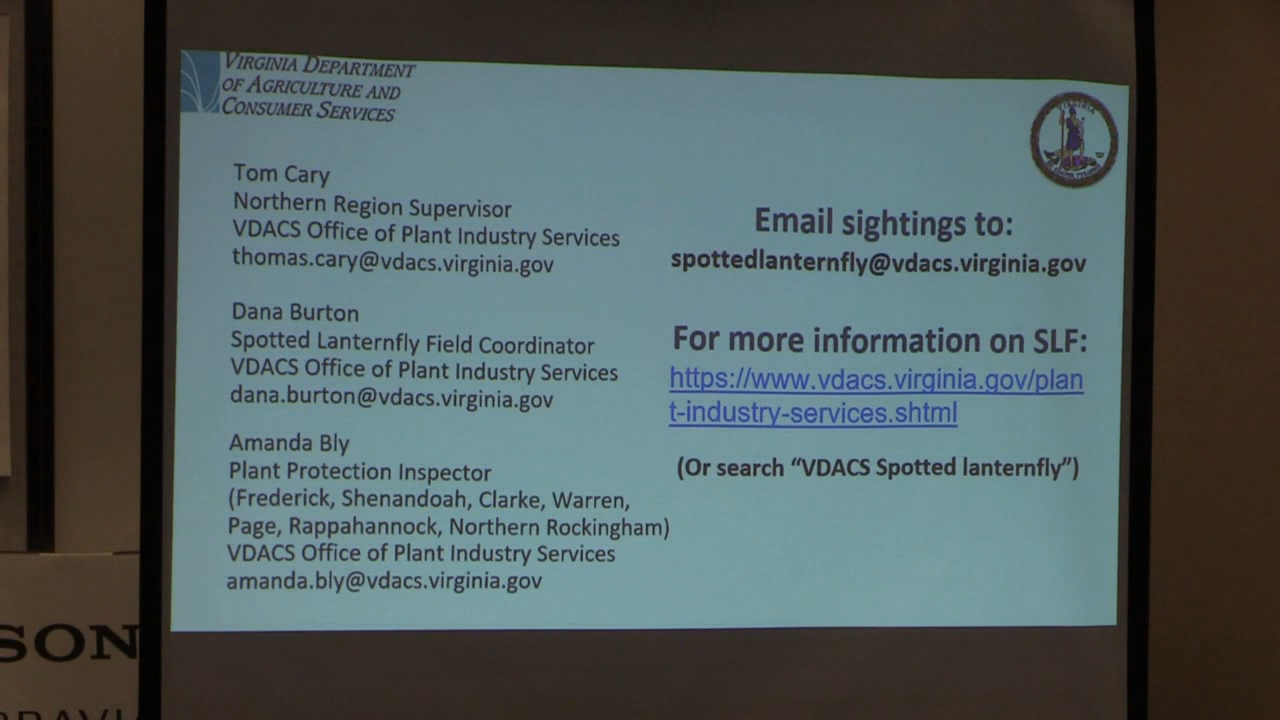 VIRGINIA DEPARTMENT
OF AGRICULTURE AND
CONSUMER SERVICES
Tom Cary
Northern Region Supervisor
VDACS Office of Plant Industry Services
thomas.cary@vdacs.virginia.gov
Dana Burton
Spotted Lanternfly Field Coordinator
VDACS Office of Plant Industry Services
dana.burton@vdacs.virginia.gov
Amanda Bly
Plant Protection Inspector
(Frederick, Shenandoah, Clarke, Warren,
Page, Rappahannock, Northern Rockingham)
VDACS Office of Plant Industry Services
amanda.bly@vdacs.virginia.gov
VIRGINIA
Email sightings to:
spottedlanternfly@vdacs.virginia.gov
For more information on SLF:
https://www.vdacs.virginia.gov/plan
t-industry-services.shtml
(Or search “VDACS Spotted lanternfly”)
SON